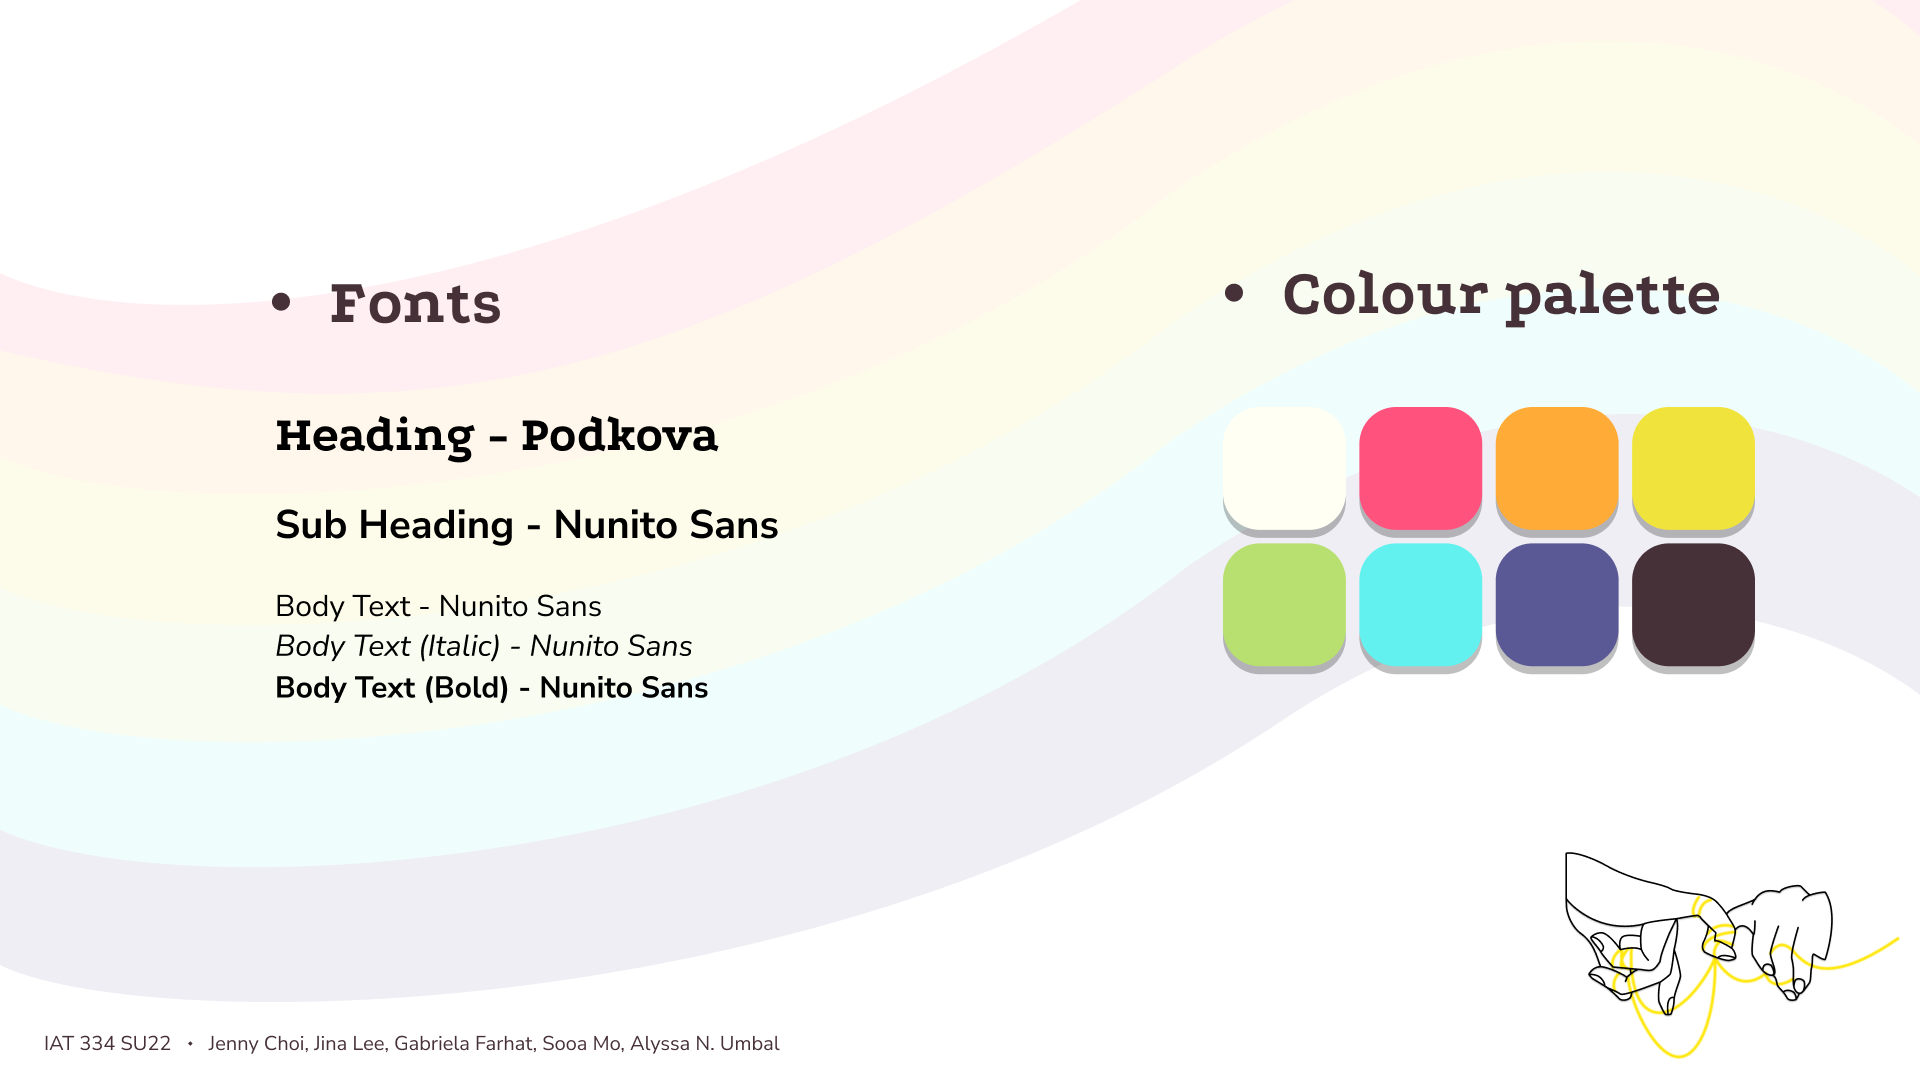 • Fonts
Heading - Podkova
Sub Heading - Nunito Sans
Body Text - Nunito Sans
Body Text (Italic) - Nunito Sans
Body Text (Bold) - Nunito Sans
• Colour palette
IAT 334 SU22 • Jenny Choi, Jina Lee, Gabriela Farhat, Sooa Mo, Alyssa N. Umbal